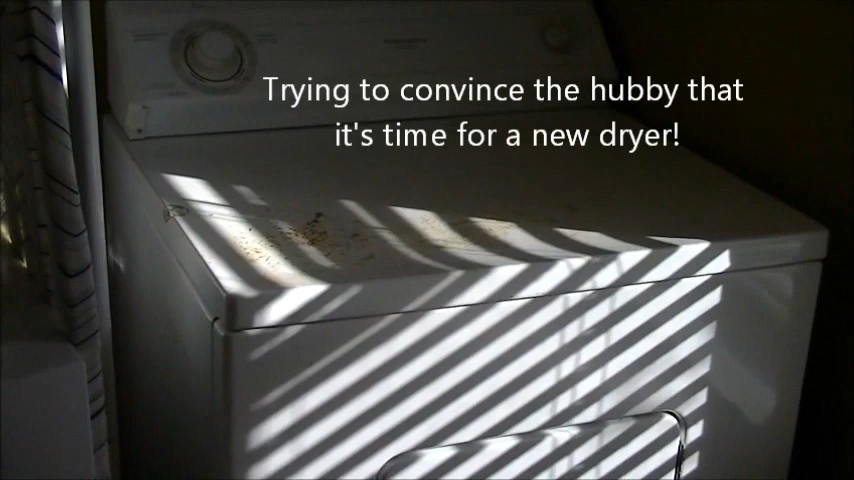 Trying to convince the hubby that
it's time for a new dryer!